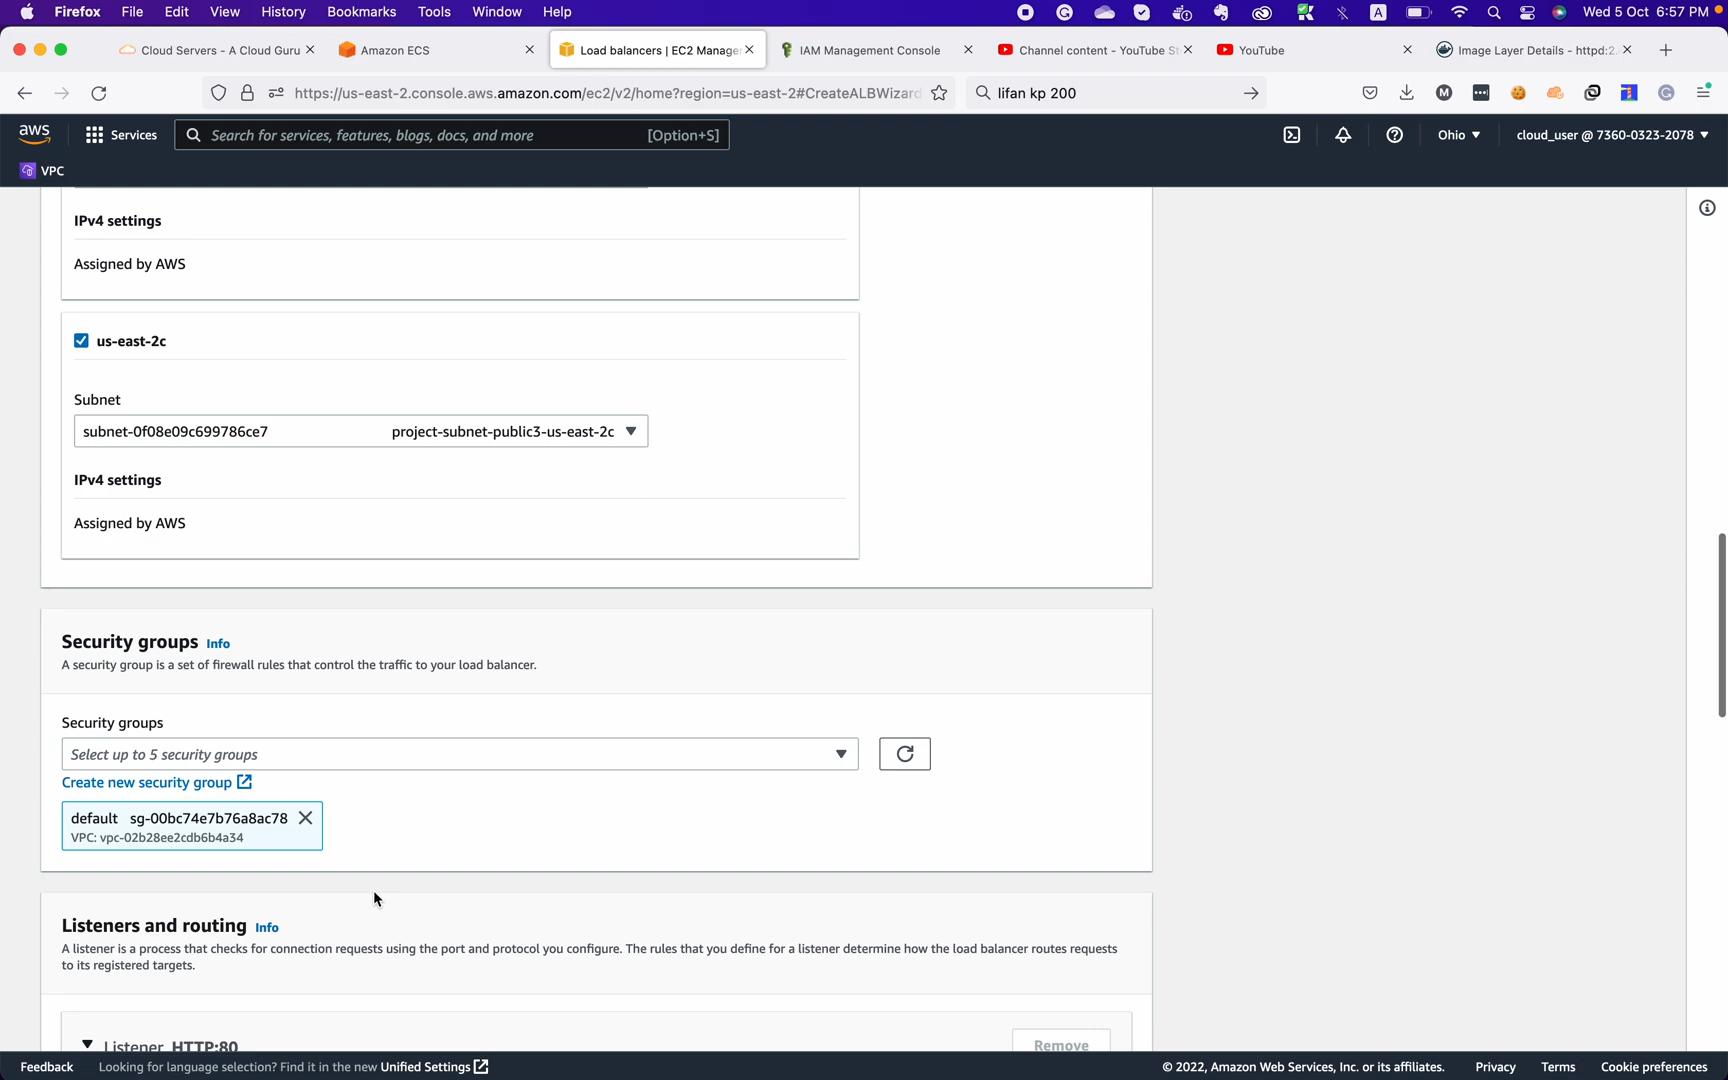 Firefox File Edit View History Bookmarks Tools Window Help Wed 5 Oct 6:57 PM
Cloud Servers - A Cloud Guru Amazon ECS Load balancers | EC2 Manage IAM Management Console Channel content - YouTube St YouTube Image Layer Details - httpd:2.
https://us-east-2.console.aws.amazon.com/ec2/v2/home?region=us-east-2#CreateALBWizard lifan kp 200
aws Services Search for services, features, blogs, docs, and more [Option+S] Ohio cloud_user @ 7360-0323-2078
VPC
IPv4 settings
Assigned by AWS
us-east-2c
Subnet
subnet-0f08e09c699786ce7 project-subnet-public3-us-east-2c
IPv4 settings
Assigned by AWS
Security groups Info
A security group is a set of firewall rules that control the traffic to your load balancer.
Security groups
Select up to 5 security groups
Create new security group
default sg-00bc74e7b76a8ac78
VPC: vpc-02b28ee2cdb6b4a34
Listeners and routing Info
A listener is a process that checks for connection requests using the port and protocol you configure. The rules that you define for a listener determine how the load balancer routes requests
to its registered targets.
Listener HTTP:80 Remove
Feedback Looking for language selection? Find it in the new Unified Settings © 2022, Amazon Web Services, Inc. or its affiliates. Privacy Terms Cookie preferences